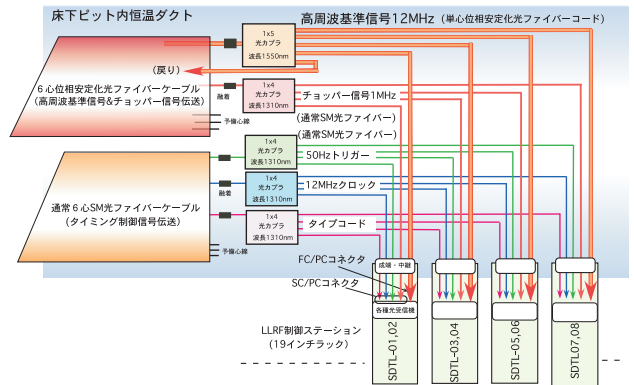 床下ピット内恒温ダクト
高周波基準信号12MHz (単心位相安定化光ファイバーコード)
1x5
光カプラ
波長1550nm
(戻り)
6心位相安定化光ファイバーケーブル
(高周波基準信号&チョッパー信号伝送)
融着
予備心線
1x4
光カプラ
波長1310nm
チョッパー信号1MHz
(通常SM光ファイバー)
(通常SM光ファイバー)
1x4
光カプラ
波長1310nm
50Hzトリガー
通常6心SM光ファイバーケーブル
(タイミング制御信号伝送)
融着
予備心線
1x4
光カプラ
波長1310nm
12MHzクロック
1x4
光カプラ
波長1310nm
タイプコード
FC/PCコネクタ
SC/PCコネクタ
成端・中継
各種光受信機
LLRF制御ステーション
(19インチラック)
SDTL-01,02
SDTL-03,04
SDTL-05,06
SDTL07,08